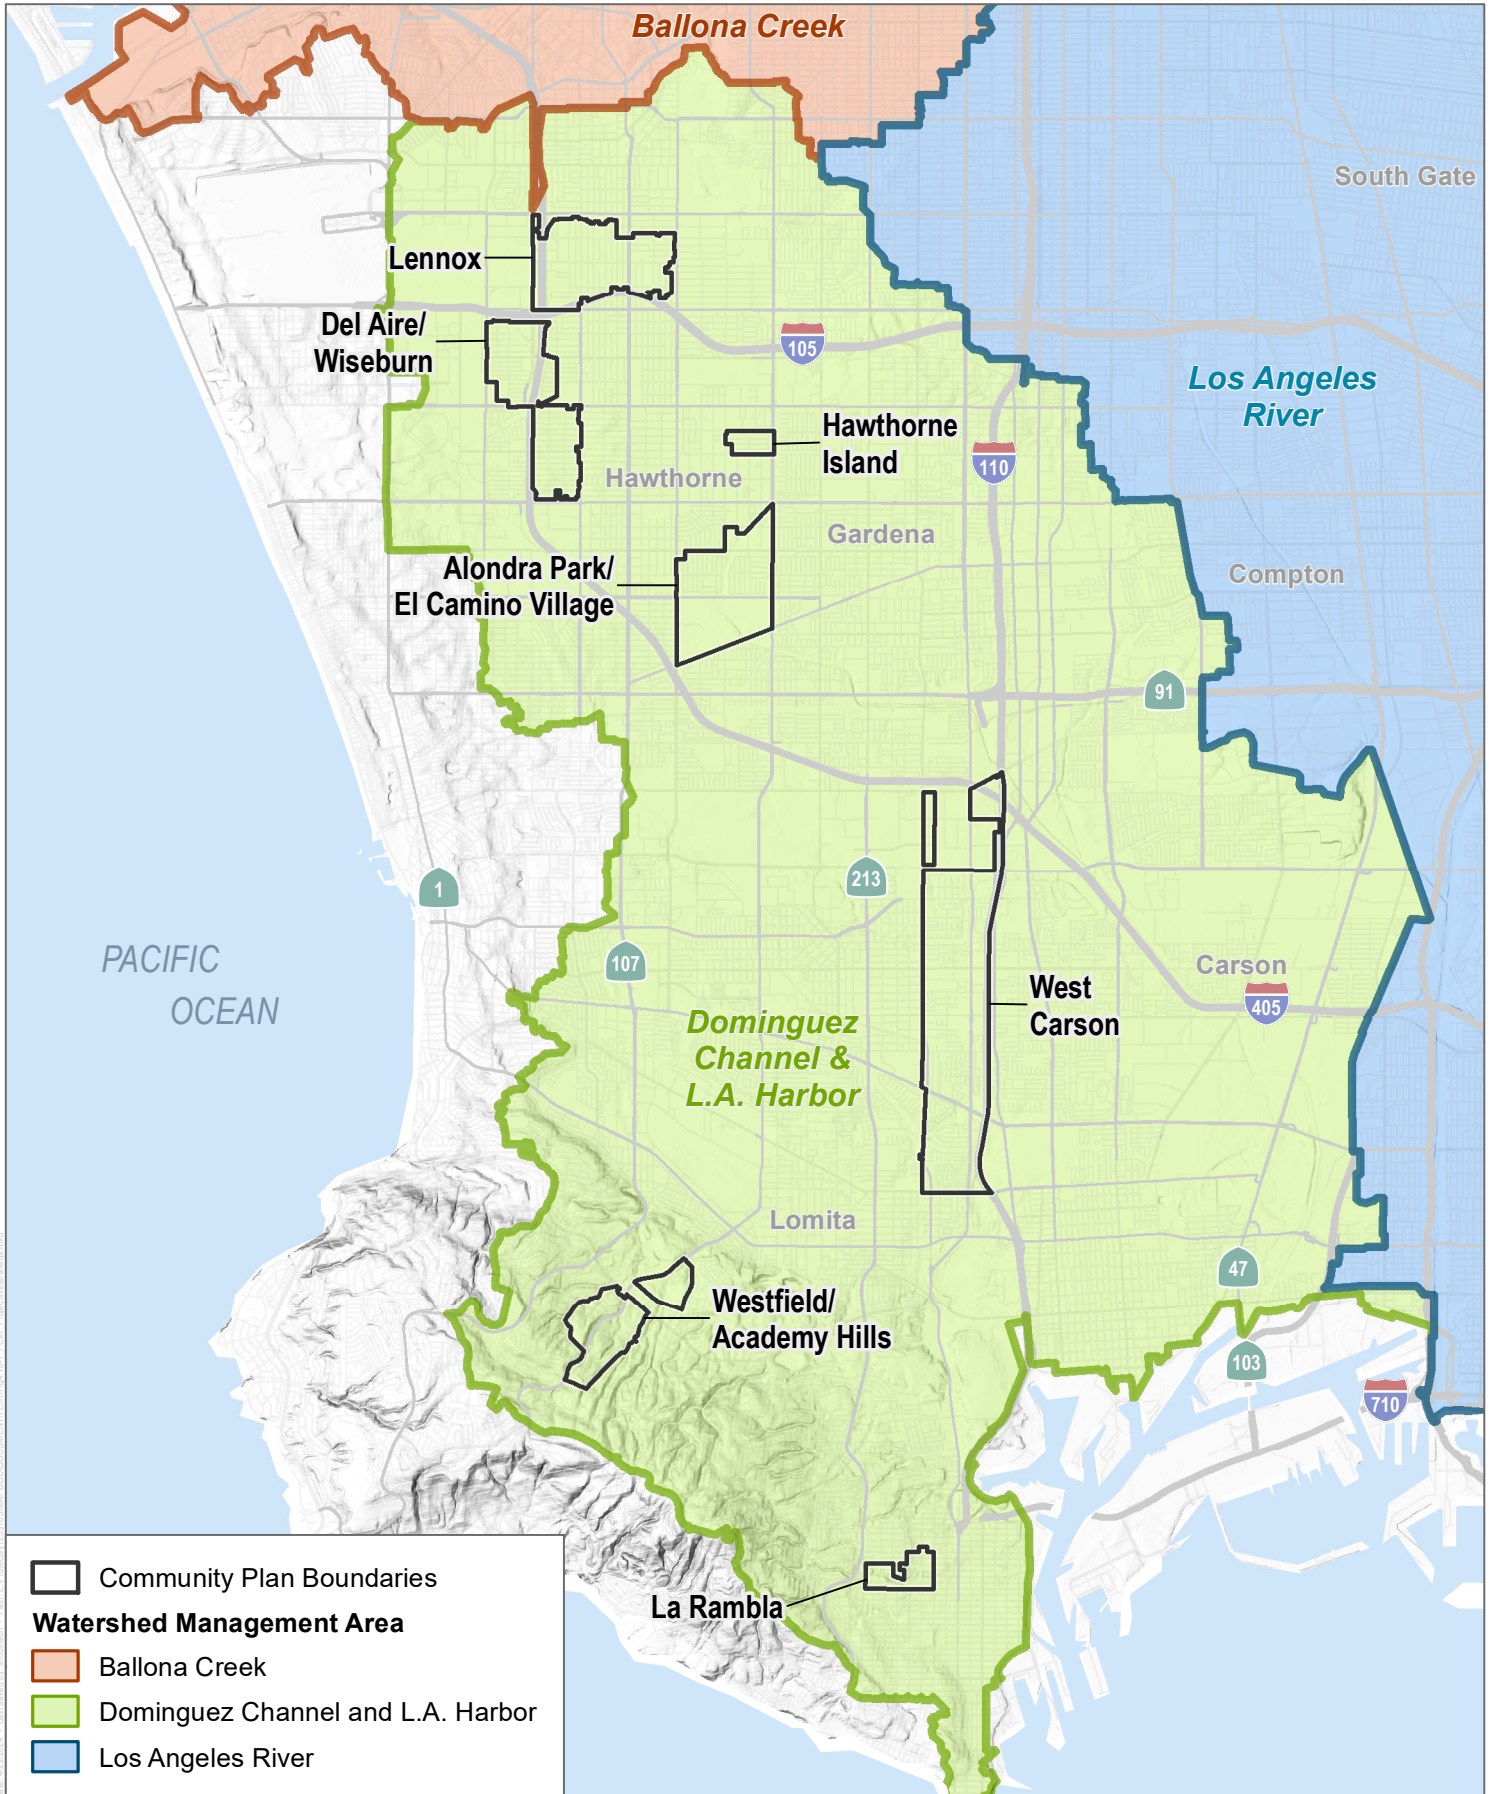 Ballona Creek
South Gate
Lennox
Del Aire/
Wiseburn
105
Los Angeles
River
Hawthorne
Island
110
Hawthorne
Gardena
Alondra Park/
El Camino Village
Compton
91
1
213
107
PACIFIC
OCEAN
Carson
405
West
Carson
Dominguez
Channel &
L.A. Harbor
Lomita
47
Westfield/
Academy Hills
103
710
La Rambla
Community Plan Boundaries
Watershed Management Area
Ballona Creek
Dominguez Channel and L.A. Harbor
Los Angeles River